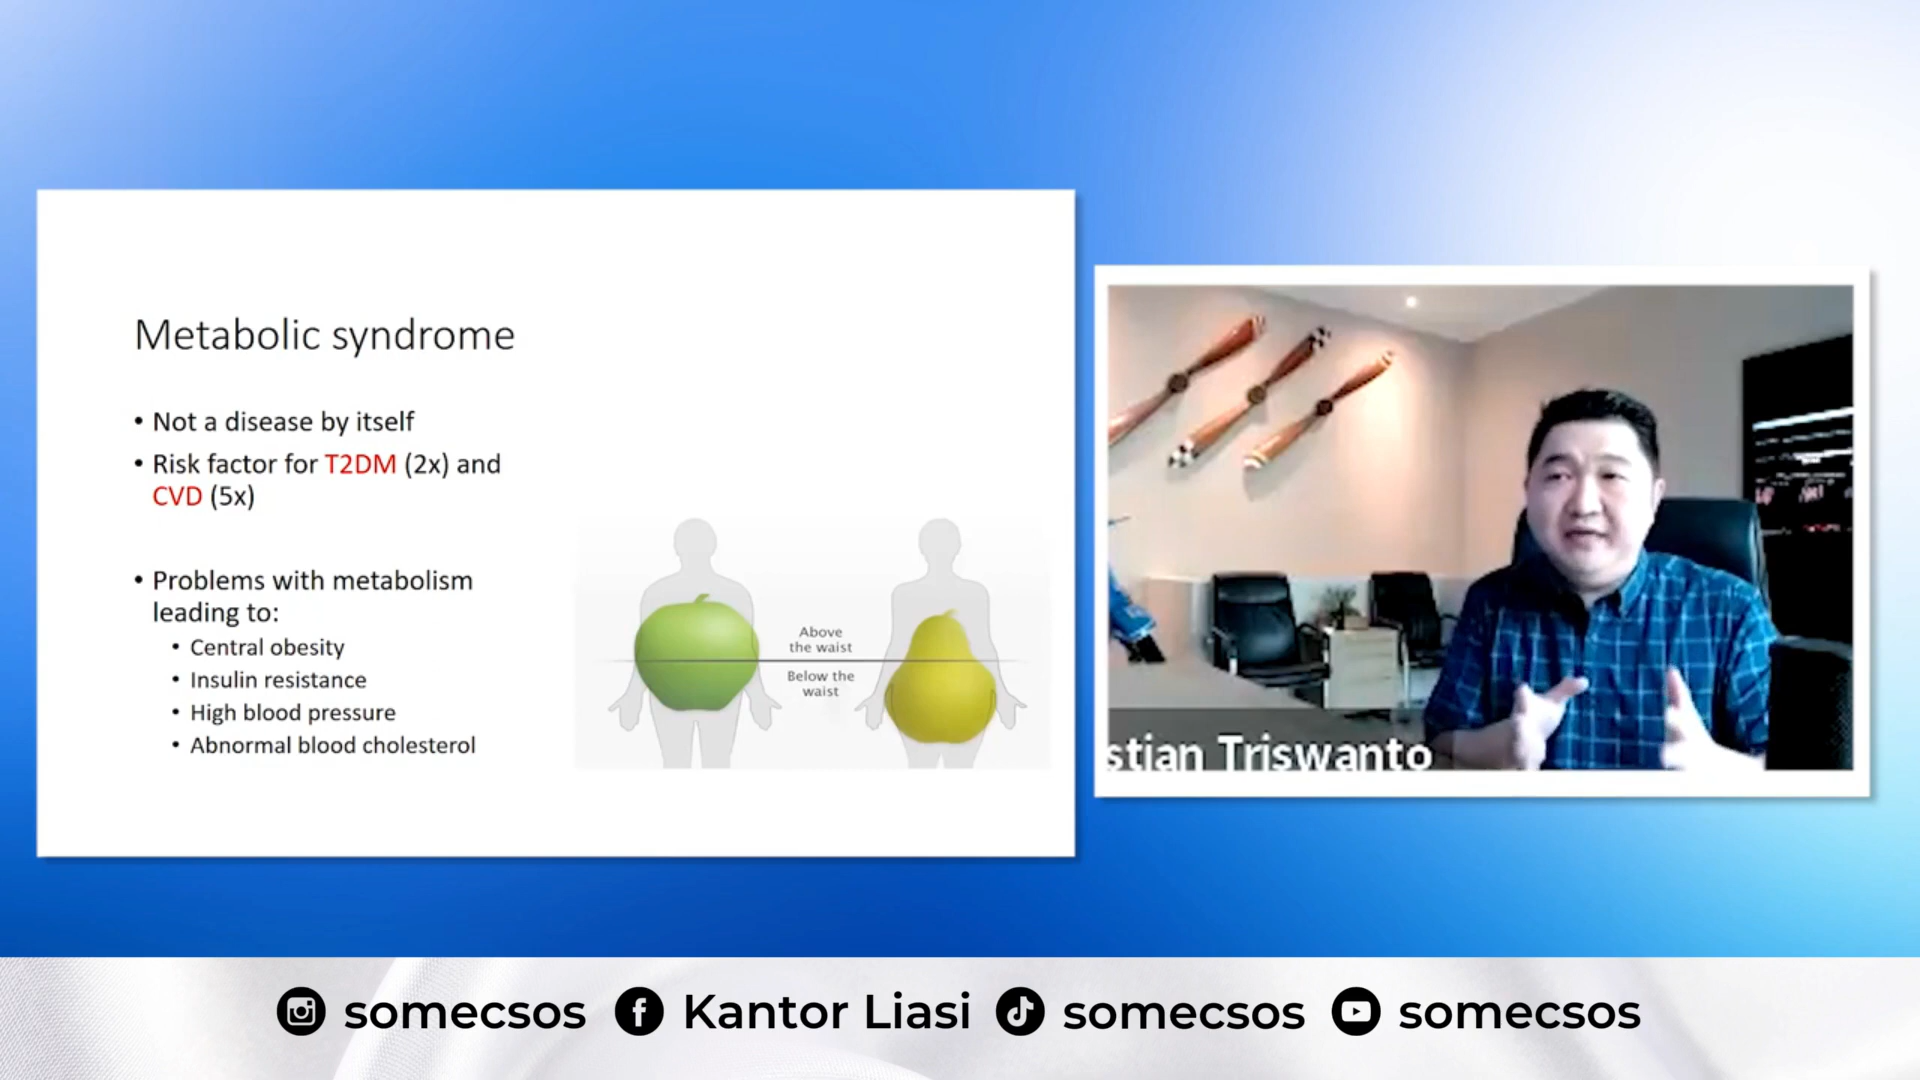 Metabolic syndrome
• Not a disease by itself
• Risk factor for T2DM (2x) and
CVD (5x)
• Problems with metabolism
leading to:
• Central obesity
• Insulin resistance
• High blood pressure
• Abnormal blood cholesterol
Above
the waist
Below the
waist
stian Triswanto
somecsos
Kantor Liasi
somecsos
somecsos